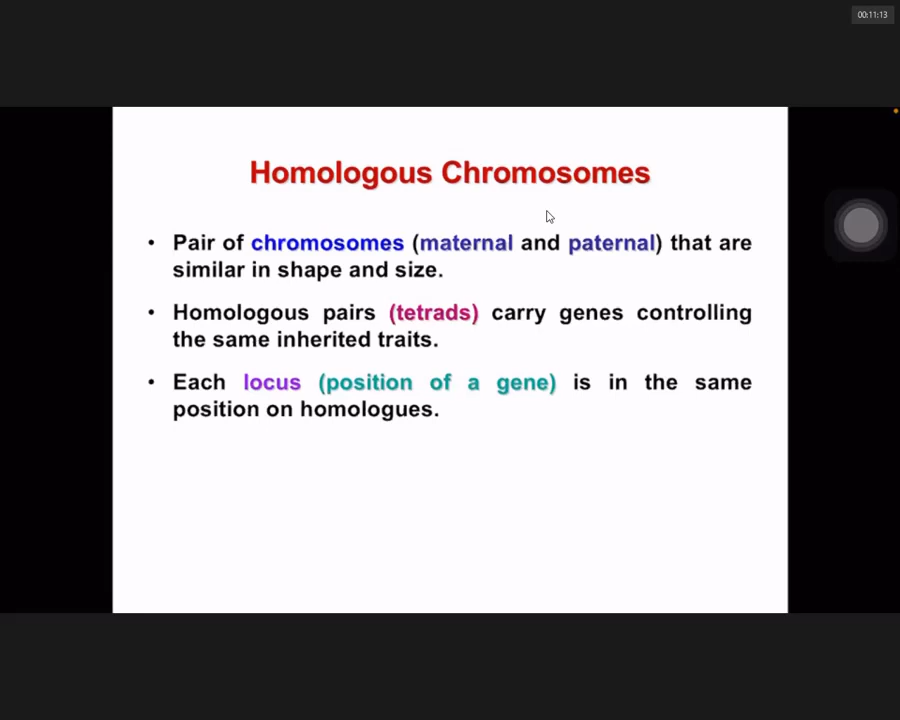 00:11:13
Homologous Chromosomes
• Pair of chromosomes (maternal and paternal) that are
similar in shape and size.
• Homologous pairs (tetrads) carry genes controlling
the same inherited traits.
• Each locus (position of a gene) is in the same
position on homologues.